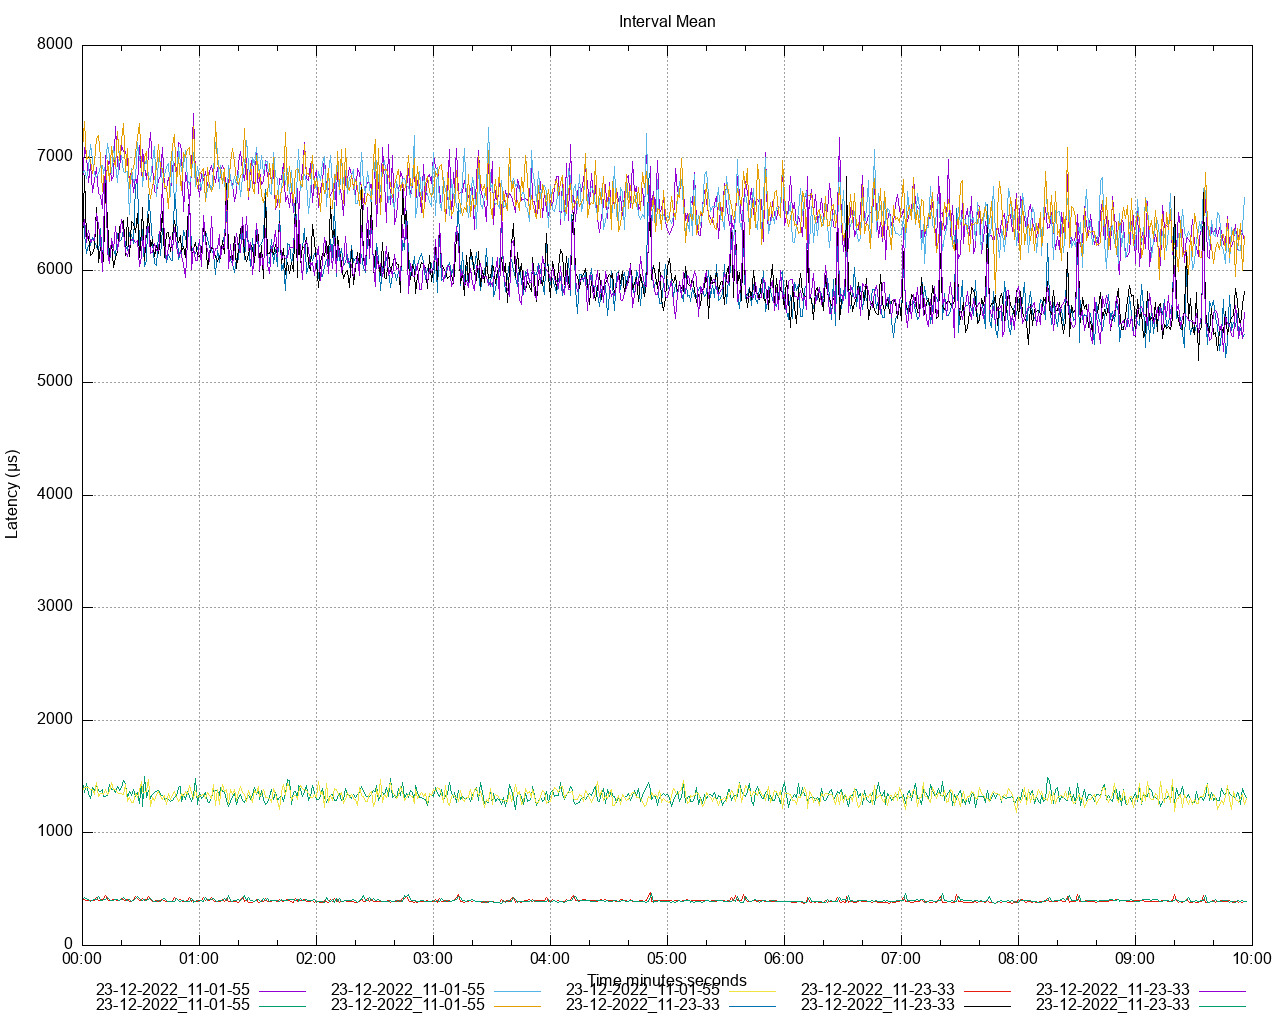 Interval Mean
8000
7000
6000
5000
4000
3000
2000
1000
0
Latency (µs)
00:00 01:00 02:00 03:00 04:00 05:00 06:00 07:00 08:00 09:00 10:00
Time minutes:seconds
23-12-2022_11-01-55 23-12-2022_11-01-55 23-12-2022_11-01-55 23-12-2022_11-23-33 23-12-2022_11-23-33
23-12-2022_11-01-55 23-12-2022_11-01-55 23-12-2022_11-23-33 23-12-2022_11-23-33 23-12-2022_11-23-33